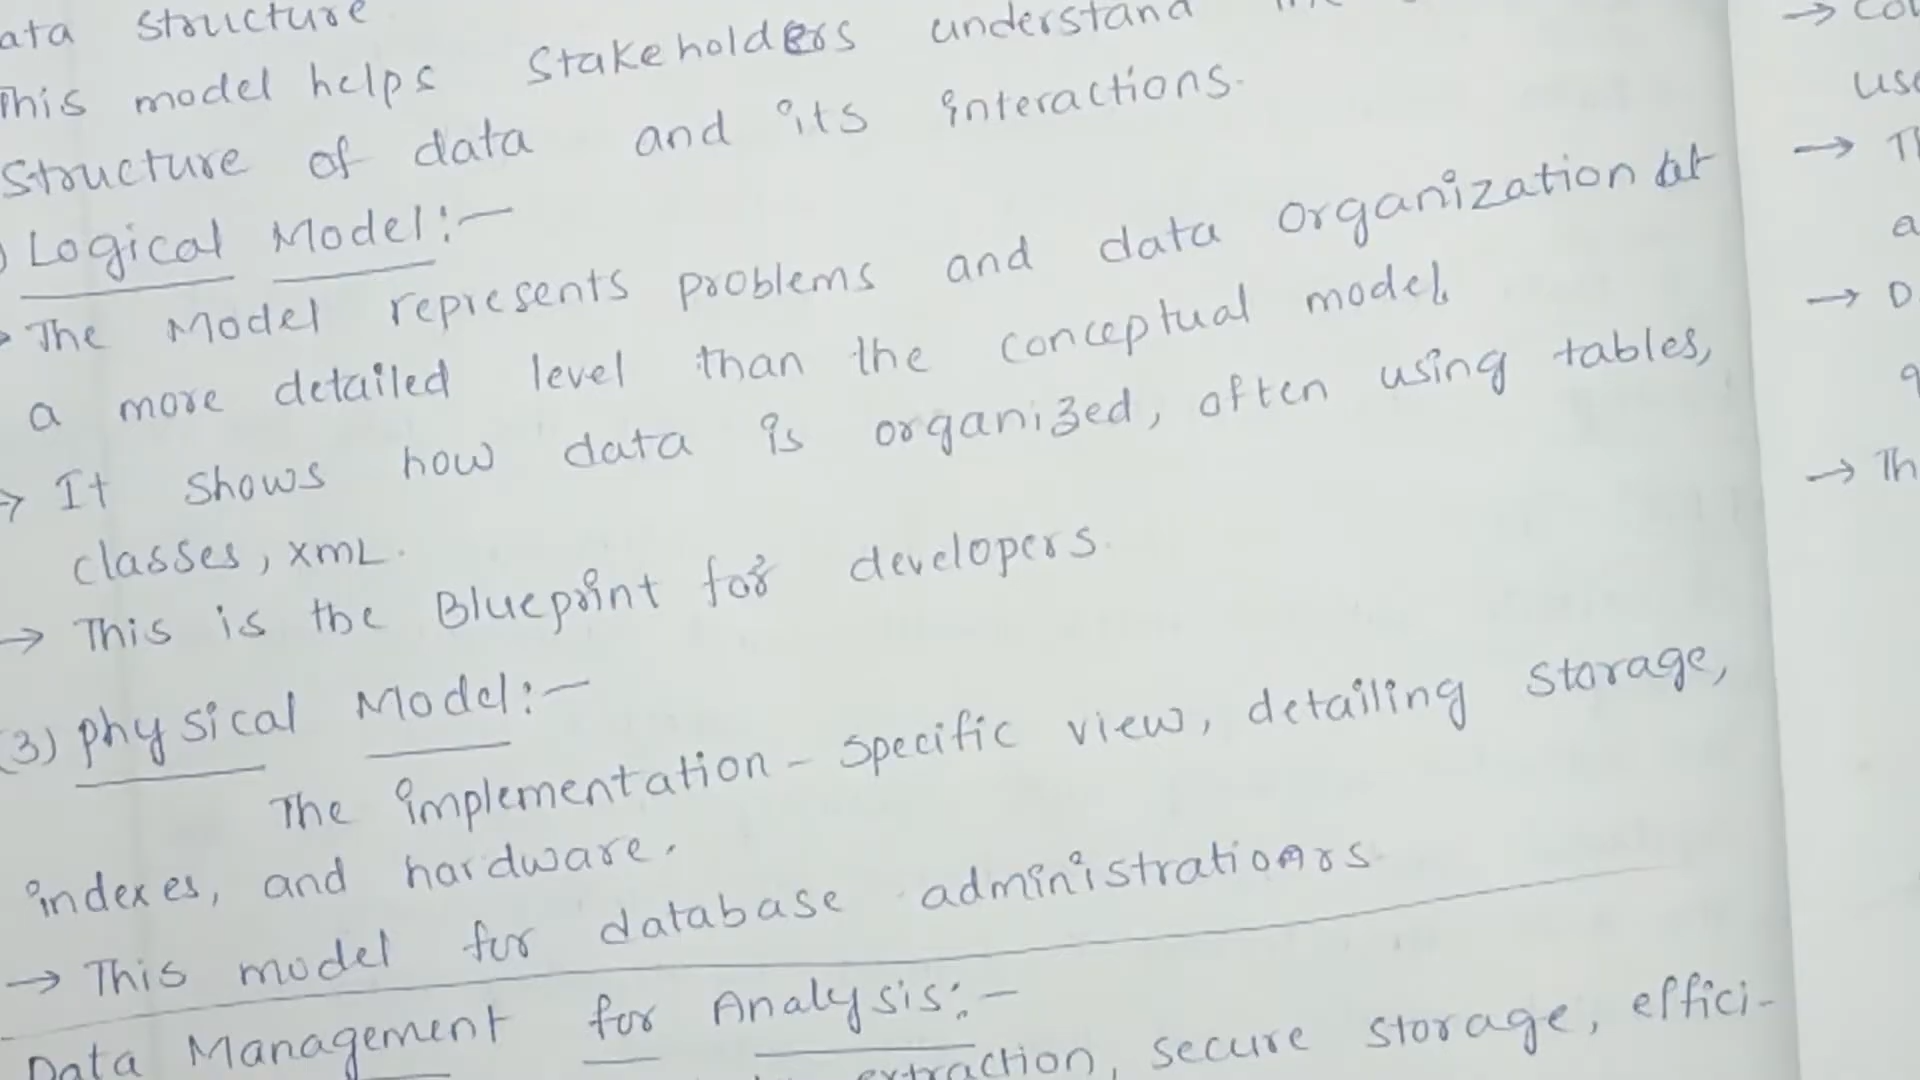 ata structure
This model helps stakeholders understand
structure of data and its interactions.
Logical Model:-
The Model represents problems and data organization at
a more detailed level than the conceptual model.
→ It shows how data is organized, often using tables,
classes, XML.
→ This is the Blueprint for developers.
(3) physical Model:-
The implementation - specific view, detailing storage,
indexes, and hardware.
→ This model for database administrationrs
Data Management for Analysis:-
extraction, secure storage, effici-
→ 
→ Th
→ D
→ Th